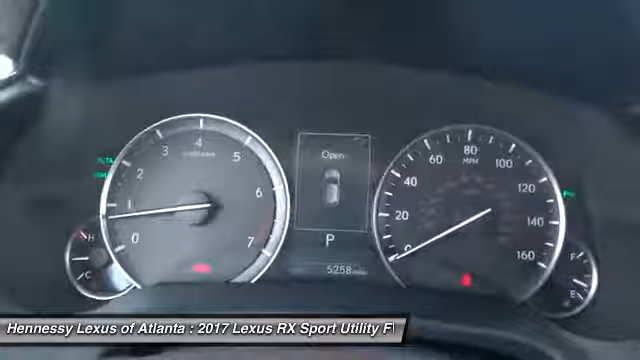 4
3
5
2
6
1
0
7
H
C
Open
P
5258
80
MPH
60
100
40
120
20
140
0
160
F
E
Hennessy Lexus of Atlanta : 2017 Lexus RX Sport Utility F